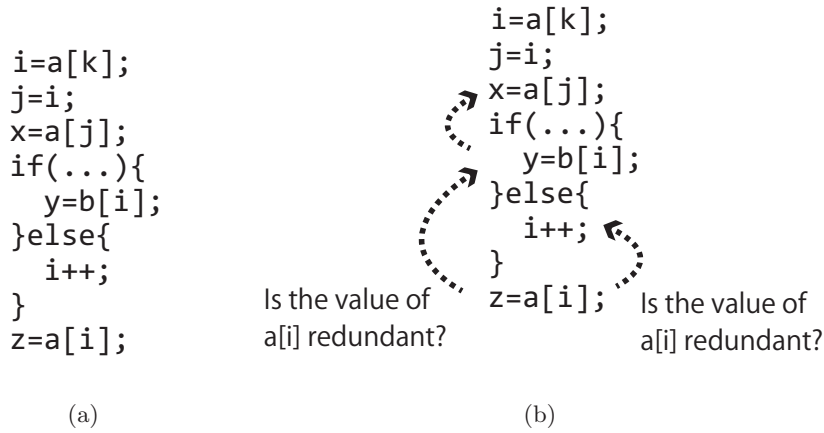 i=a[k];
j=i;
x=a[j];
if(...){
y=b[i];
}else{
i++;
}
z=a[i];
(a)
i=a[k];
j=i;
x=a[j];
if(...){
y=b[i];
}else{
i++;
}
z=a[i];
Is the value of
a[i] redundant?
Is the value of
a[i] redundant?
(b)